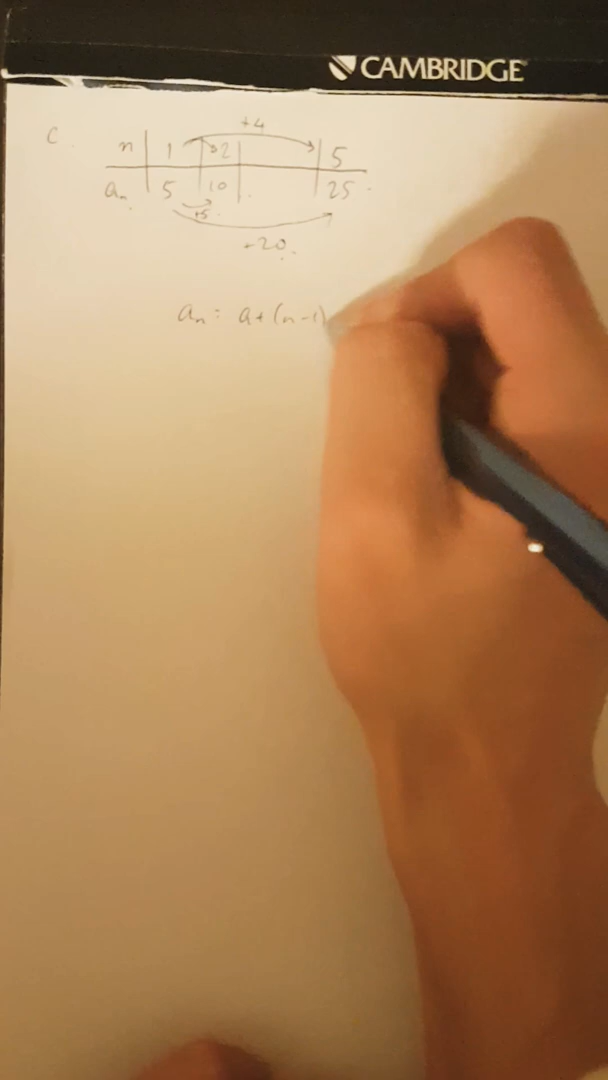 CAMBRIDGE
C.
+4
n 1 2 5
aₙ 5 10 25
+5
+20
aₙ = a+(n-1)